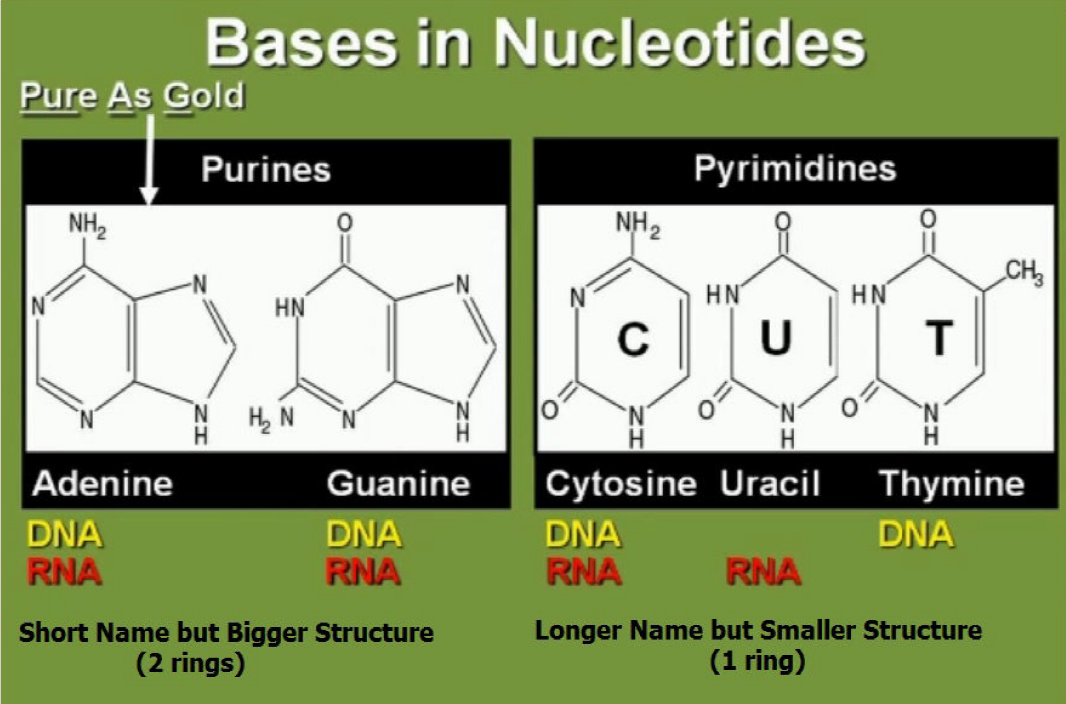 Bases in Nucleotides
Pure As Gold
Purines
NH2
N
N
N
N
H
O
HN
N
H2 N
N
N
H
Adenine Guanine
DNA DNA
RNA RNA
Short Name but Bigger Structure
(2 rings)
Pyrimidines
NH2
N
C
O
N
H
O
HN
U
O
N
H
O
CH3
HN
T
O
N
H
Cytosine Uracil Thymine
DNA DNA
RNA RNA
Longer Name but Smaller Structure
(1 ring)